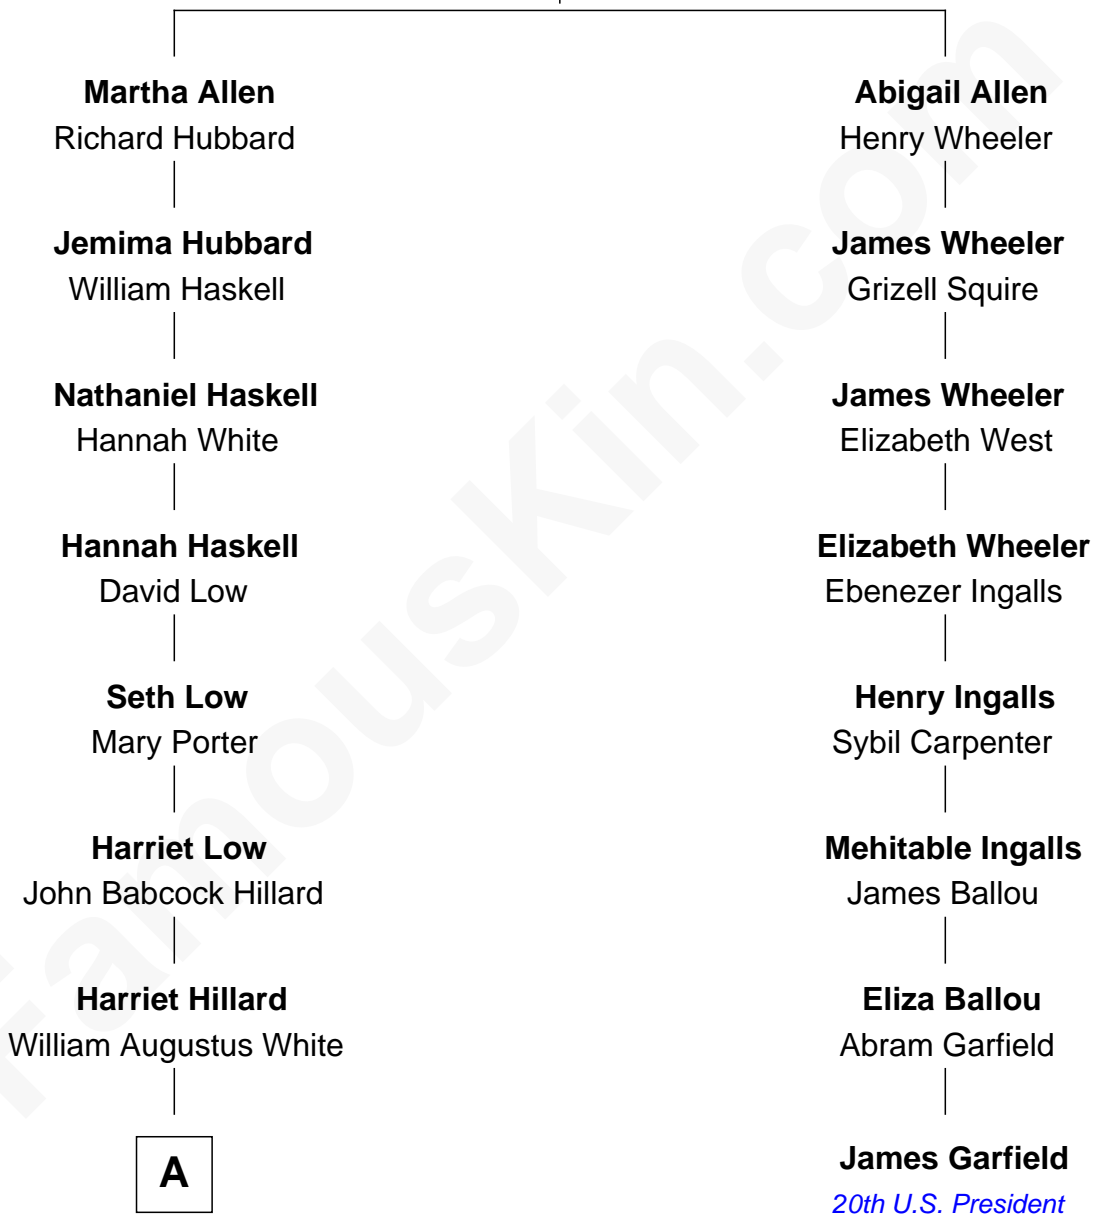 Martha Allen
Richard Hubbard
Jemima Hubbard
William Haskell
Nathaniel Haskell
Hannah White
Hannah Haskell
David Low
Seth Low
Mary Porter
Harriet Low
John Babcock Hillard
Harriet Hillard
William Augustus White
A
Abigail Allen
Henry Wheeler
James Wheeler
Grizell Squire
James Wheeler
Elizabeth West
Elizabeth Wheeler
Ebenezer Ingalls
Henry Ingalls
Sybil Carpenter
Mehitable Ingalls
James Ballou
Eliza Ballou
Abram Garfield
James Garfield
20th U.S. President
FamousKin.com